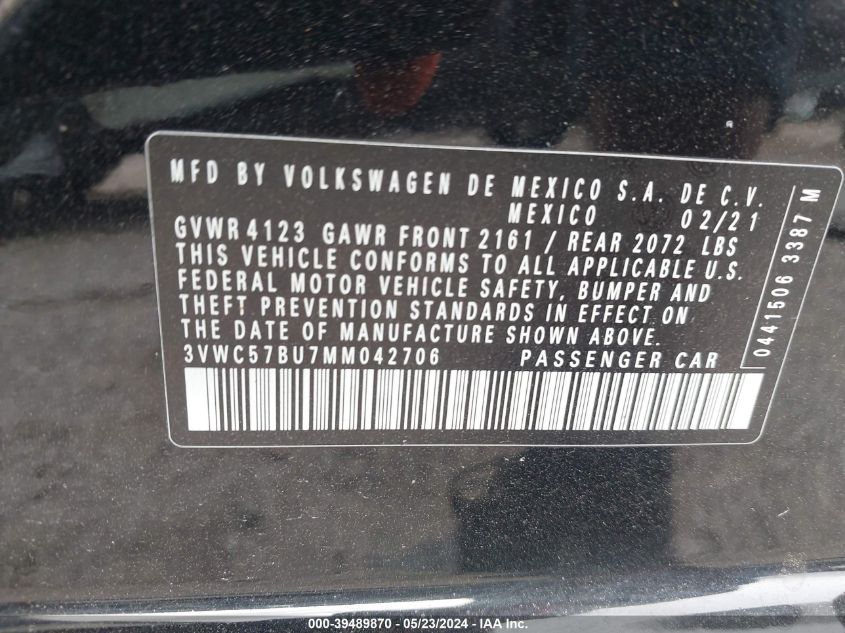 MFD BY VOLKSWAGEN DE MEXICO S.A. DE C.V.
MEXICO 02/21
GVWR 4123 GAWR FRONT 2161 / REAR 2072 LBS
THIS VEHICLE CONFORMS TO ALL APPLICABLE U.S.
FEDERAL MOTOR VEHICLE SAFETY, BUMPER AND
THEFT PREVENTION STANDARDS IN EFFECT ON
THE DATE OF MANUFACTURE SHOWN ABOVE.
3VWC57BU7MM042706 PASSENGER CAR
0441506 3387 M
000-39489870 - 05/23/2024 - IAAI, Inc.